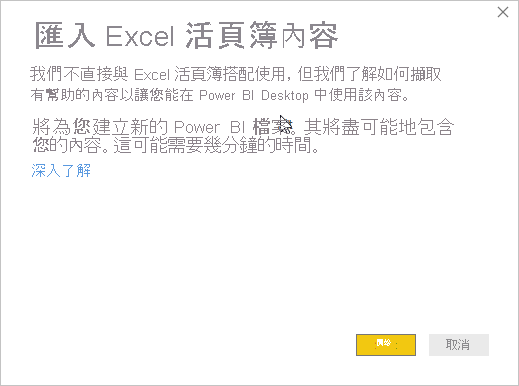 匯入 Excel 活頁簿內容
我們不直接與 Excel 活頁簿搭配使用, 但我們了解如何擷取
有幫助的內容以讓您能在 Power BI Desktop 中使用該內容。
將為您建立新的 Power BI 檔案。其將盡可能地包含
您的內容。這可能需要幾分鐘的時間。
深入了解
取消